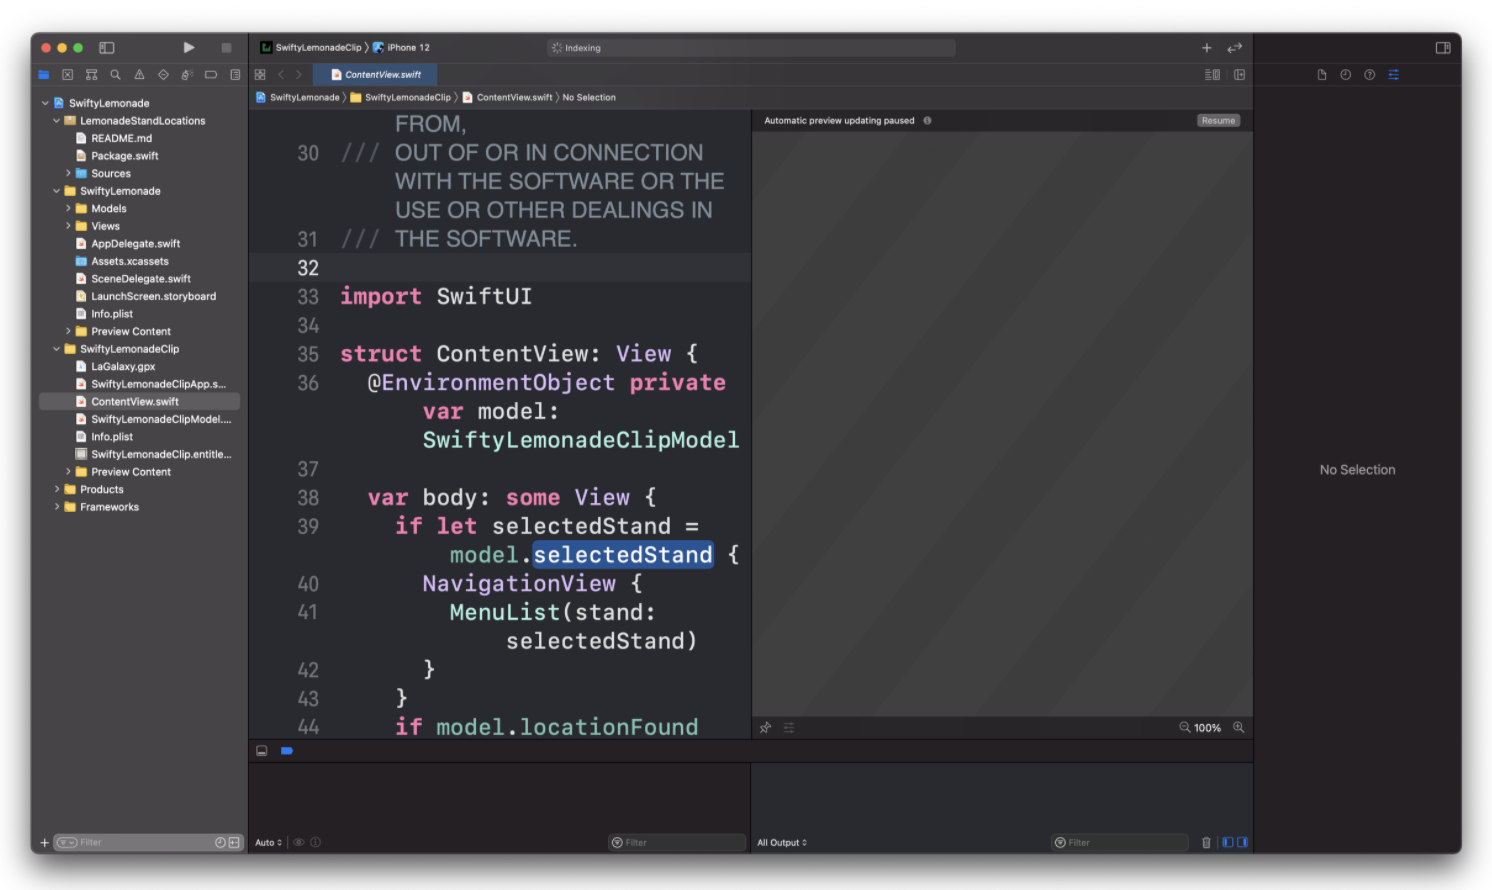 SwiftyLemonadeClip 〉 iPhone 12
Indexing
ContentView.swift
SwiftyLemonade 〉 SwiftyLemonadeClip 〉 ContentView.swift 〉 No Selection
SwiftyLemonade
LemonadeStandLocations
README.md
Package.swift
Sources
SwiftyLemonade
Models
Views
AppDelegate.swift
Assets.xcassets
SceneDelegate.swift
LaunchScreen.storyboard
Info.plist
Preview Content
SwiftyLemonadeClip
LaGalaxy.gpx
SwiftyLemonadeClipApp.s...
ContentView.swift
SwiftyLemonadeClipModel....
Info.plist
SwiftyLemonadeClip.entitle...
Preview Content
Products
Frameworks
Filter
FROM,
30 /// OUT OF OR IN CONNECTION
WITH THE SOFTWARE OR THE
USE OR OTHER DEALINGS IN
31 /// THE SOFTWARE.
32
33 import SwiftUI
34
35 struct ContentView: View {
36 @EnvironmentObject private
var model:
SwiftyLemonadeClipModel
37
38 var body: some View {
39 if let selectedStand =
model.selectedStand {
40 NavigationView {
41 MenuList(stand:
selectedStand)
42 }
43 }
44 if model.locationFound
Automatic preview updating paused
Resume
100%
No Selection
Auto
Filter
All Output
Filter